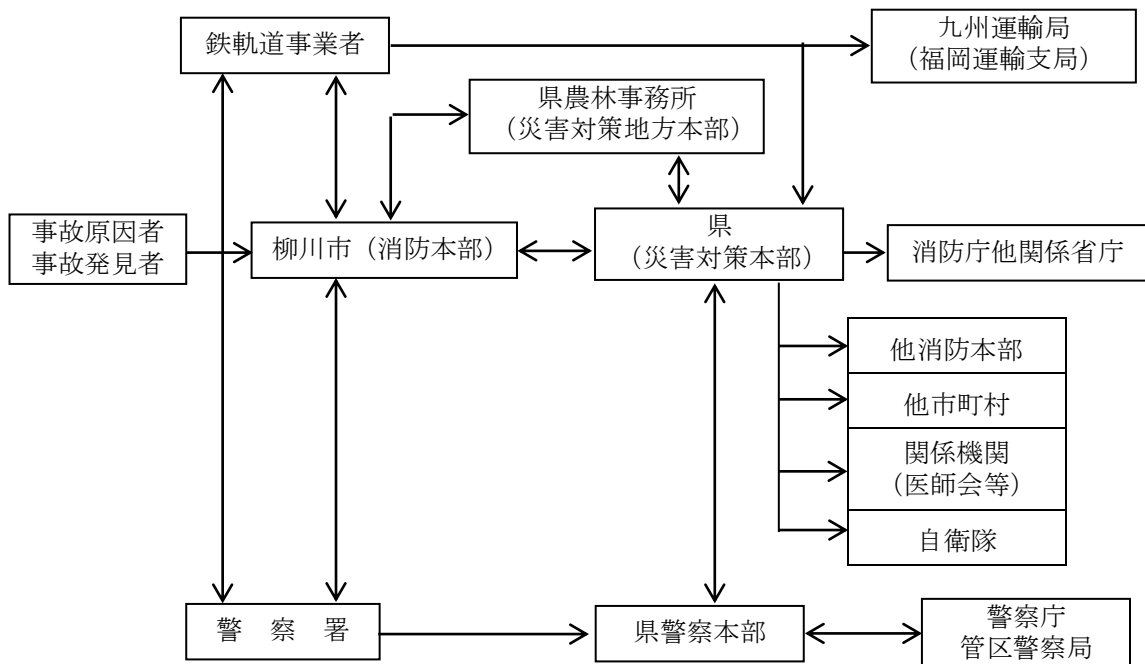 鉄軌道事業者
九州運輸局
（福岡運輸支局）
県農林事務所
（災害対策地方本部）
事故原因者
事故発見者
柳川市（消防本部）
県
（災害対策本部）
消防庁他関係省庁
他消防本部
他市町村
関係機関
（医師会等）
自衛隊
警　察　署
県警察本部
警察庁
管区警察局